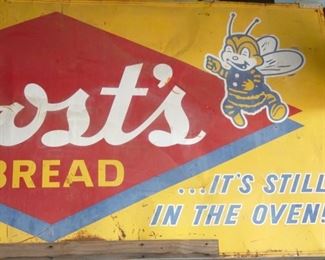 ost's
BREAD
...IT'S STILL
IN THE OVEN!